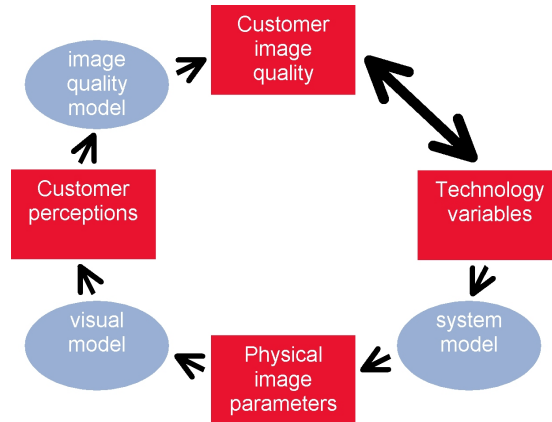 Customer
image
quality
image
quality
model
Customer
perceptions
Technology
variables
visual
model
system
model
Physical
image
parameters